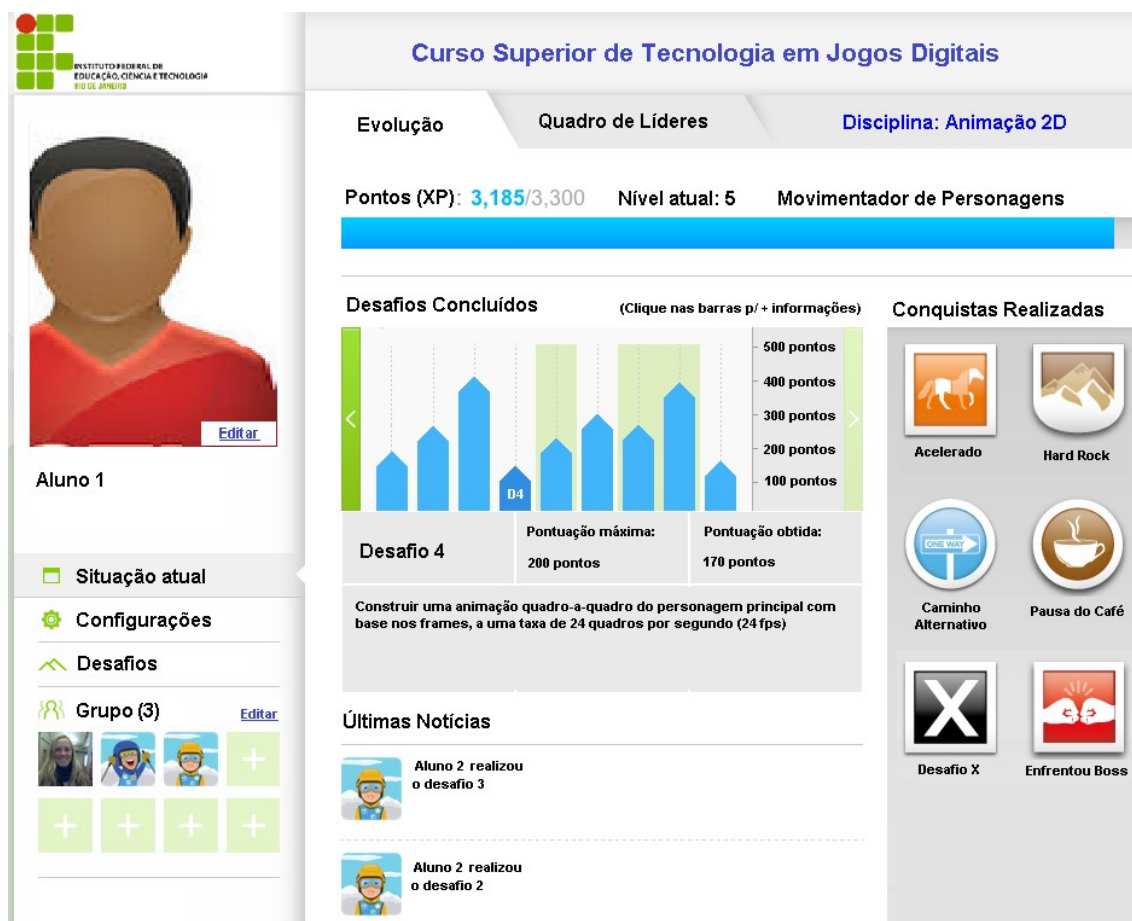 INSTITUTO FEDERAL DE
EDUCAÇÃO, CIÊNCIA E TECNOLOGIA
RIO DE JANEIRO
Curso Superior de Tecnologia em Jogos Digitais
Evolução
Quadro de Líderes
Disciplina: Animação 2D
Pontos (XP): 3,185/3,300
Nível atual: 5
Movimentador de Personagens
Editar
Aluno 1
Situação atual
Configurações
Desafios
Grupo (3)
Editar
Desafios Concluídos
(Clique nas barras p/ + informações)
500 pontos
400 pontos
300 pontos
200 pontos
100 pontos
D4
Desafio 4
Pontuação máxima:
200 pontos
Pontuação obtida:
170 pontos
Construir uma animação quadro-a-quadro do personagem principal com
base nos frames, a uma taxa de 24 quadros por segundo (24 fps)
Últimas Notícias
Aluno 2 realizou
o desafio 3
Aluno 2 realizou
o desafio 2
Conquistas Realizadas
Acelerado
Hard Rock
ONE WAY
Caminho
Alternativo
Pausa do Café
X
Desafio X
Enfrentou Boss